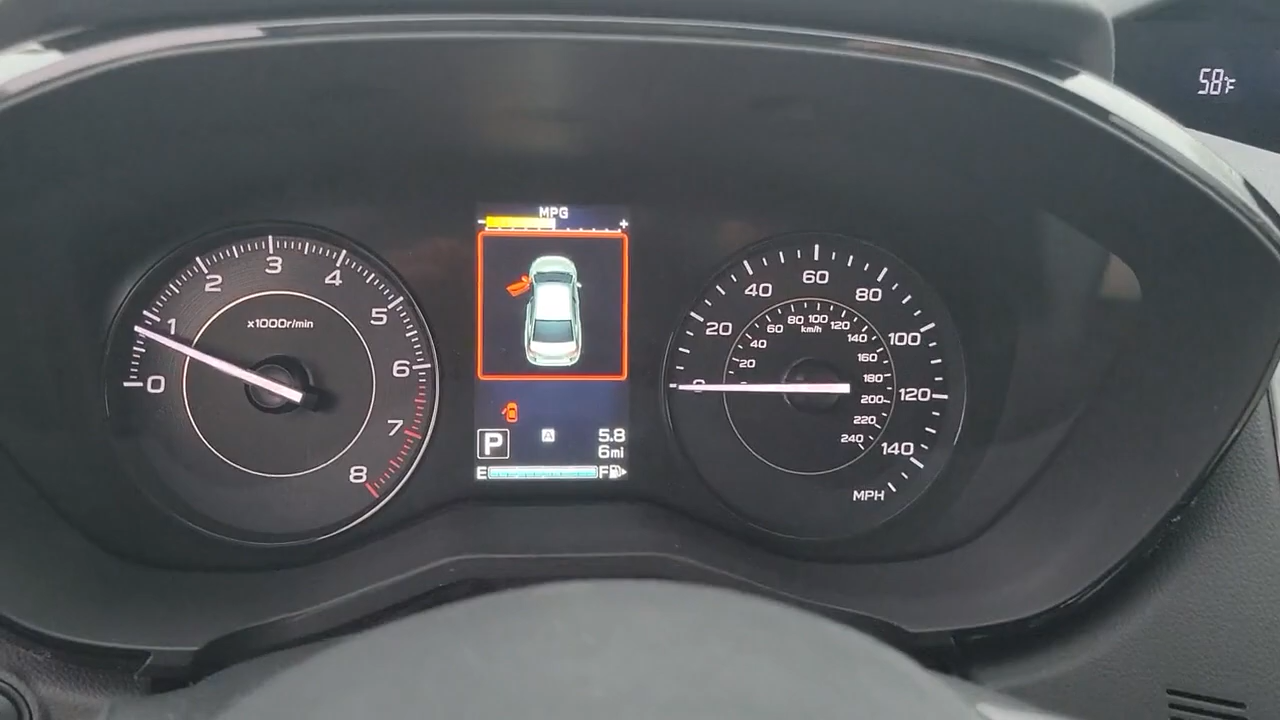 58°F
MPG
- +
0 1 2 3 4 5 6 7 8
x1000r/min
P A 5.8
6mi
E F
0 20 40 60 80 100 120 140
MPH
20 40 60 80 100 120 140 160 180 200 220 240
km/h